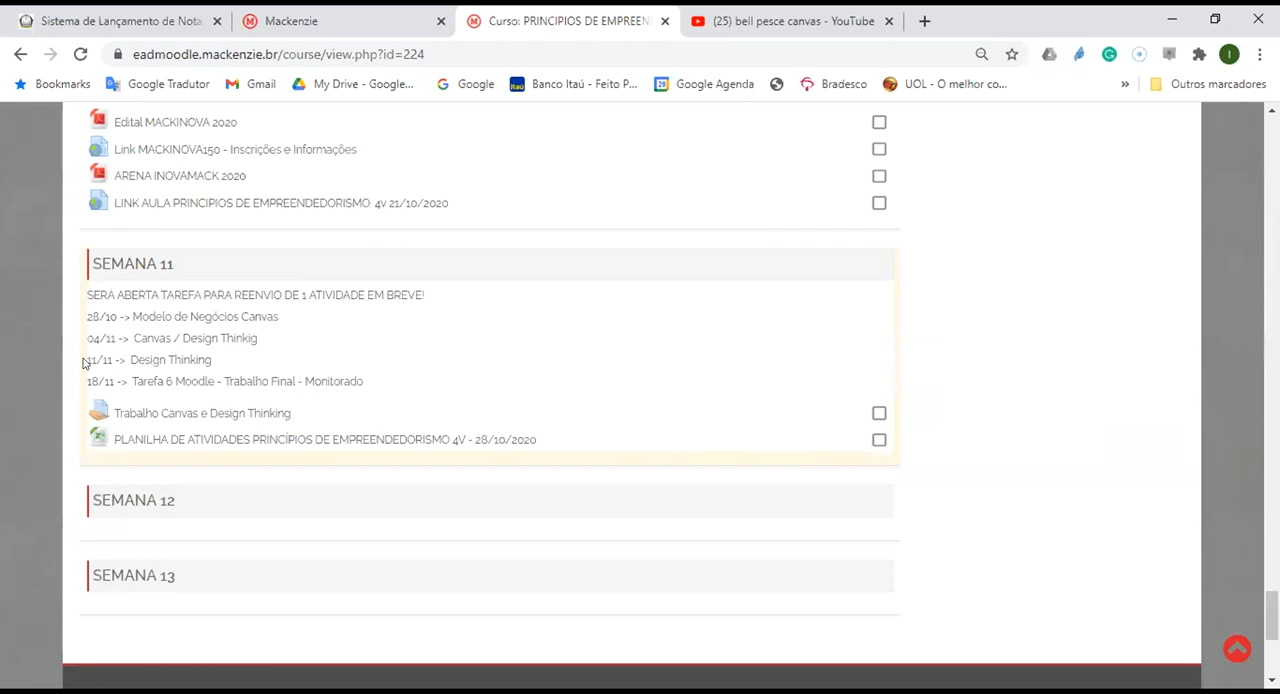 Sistema de Lançamento de Nota
Mackenzie
Curso: PRINCIPIOS DE EMPREEN
(25) bell pesce canvas - YouTube
eadmoodle.mackenzie.br/course/view.php?id=224
Bookmarks
Google Tradutor
Gmail
My Drive - Google...
Google
Banco Itaú - Feito P...
Google Agenda
Bradesco
UOL - O melhor co...
Outros marcadores
Edital MACKINOVA 2020
Link MACKINOVA150 - Inscrições e Informações
ARENA INOVAMACK 2020
LINK AULA PRINCIPIOS DE EMPREENDEDORISMO: 4v 21/10/2020
SEMANA 11
SERA ABERTA TAREFA PARA REENVIO DE 1 ATIVIDADE EM BREVE!
28/10 -> Modelo de Negócios Canvas
04/11 -> Canvas / Design Thinkig
11/11 -> Design Thinking
18/11 -> Tarefa 6 Moodle - Trabalho Final - Monitorado
Trabalho Canvas e Design Thinking
PLANILHA DE ATIVIDADES PRINCÍPIOS DE EMPREENDEDORISMO 4V - 28/10/2020
SEMANA 12
SEMANA 13